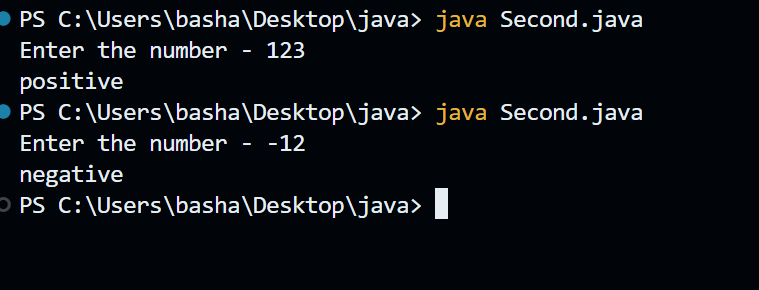 PS C:\Users\basha\Desktop\java> java Second.java
Enter the number - 123
positive
PS C:\Users\basha\Desktop\java> java Second.java
Enter the number - -12
negative
PS C:\Users\basha\Desktop\java>